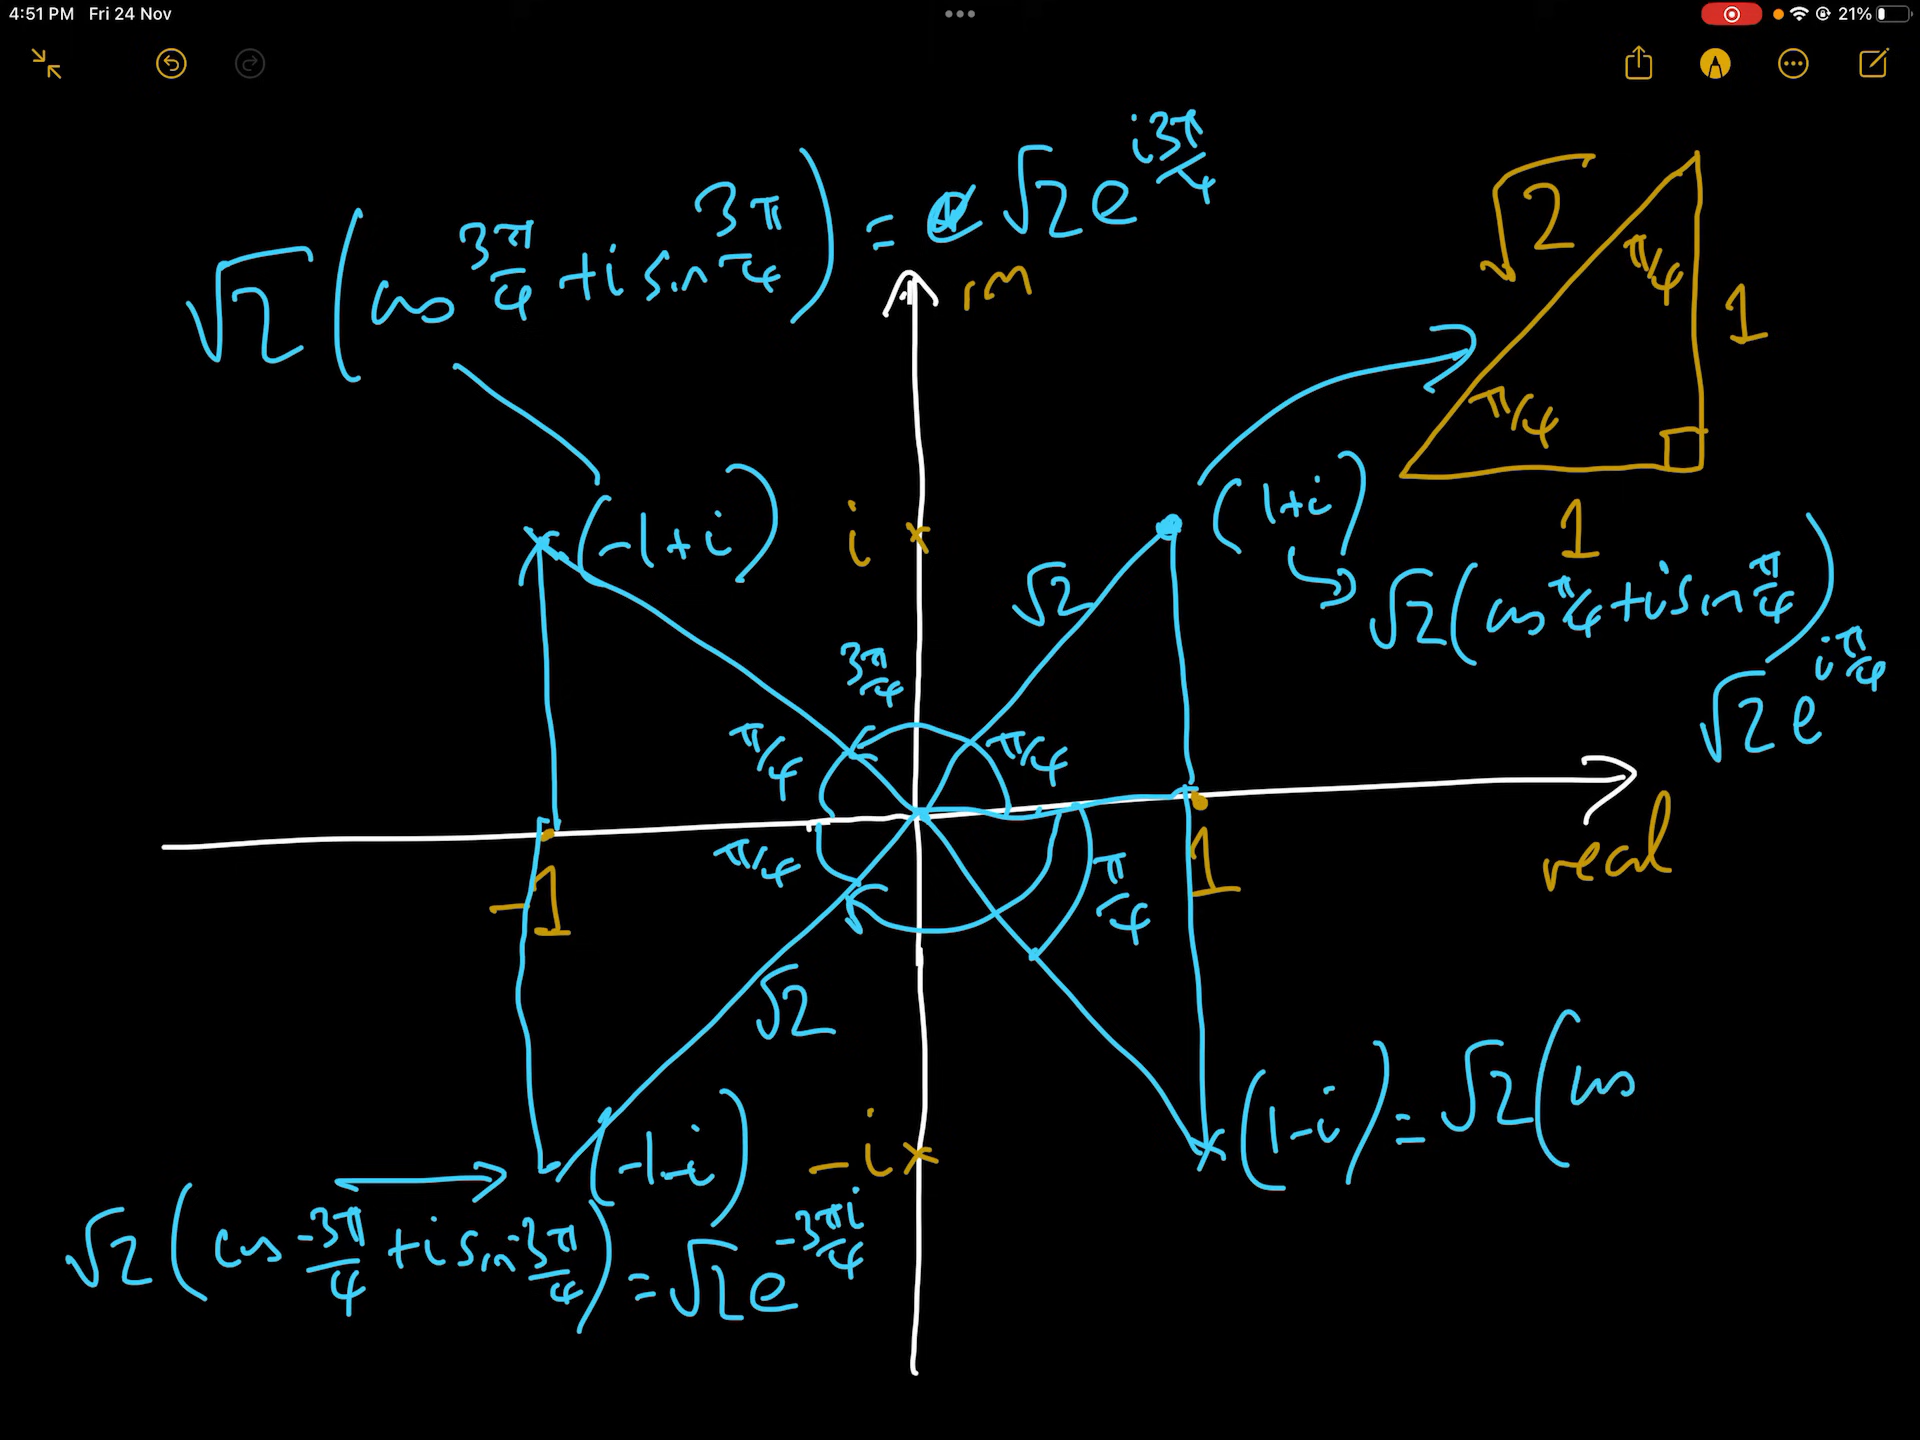 4:51 PM Fri 24 Nov
21%
√2 (cos 3π/4 + i sin 3π/4) = √2 e^(i3π/4)
im
√2
π/4
1
π/4
1
(-1+i)
i
(1+i)
√2
√2 (cos π/4 + i sin π/4)
√2 e^(iπ/4)
3π/4
π/4
π/4
real
π/4
-1
π/4
1
√2
(1-i) = √2 (cos
(-1-i)
-i
√2 (cos -3π/4 + i sin -3π/4) = √2 e^(-3πi/4)